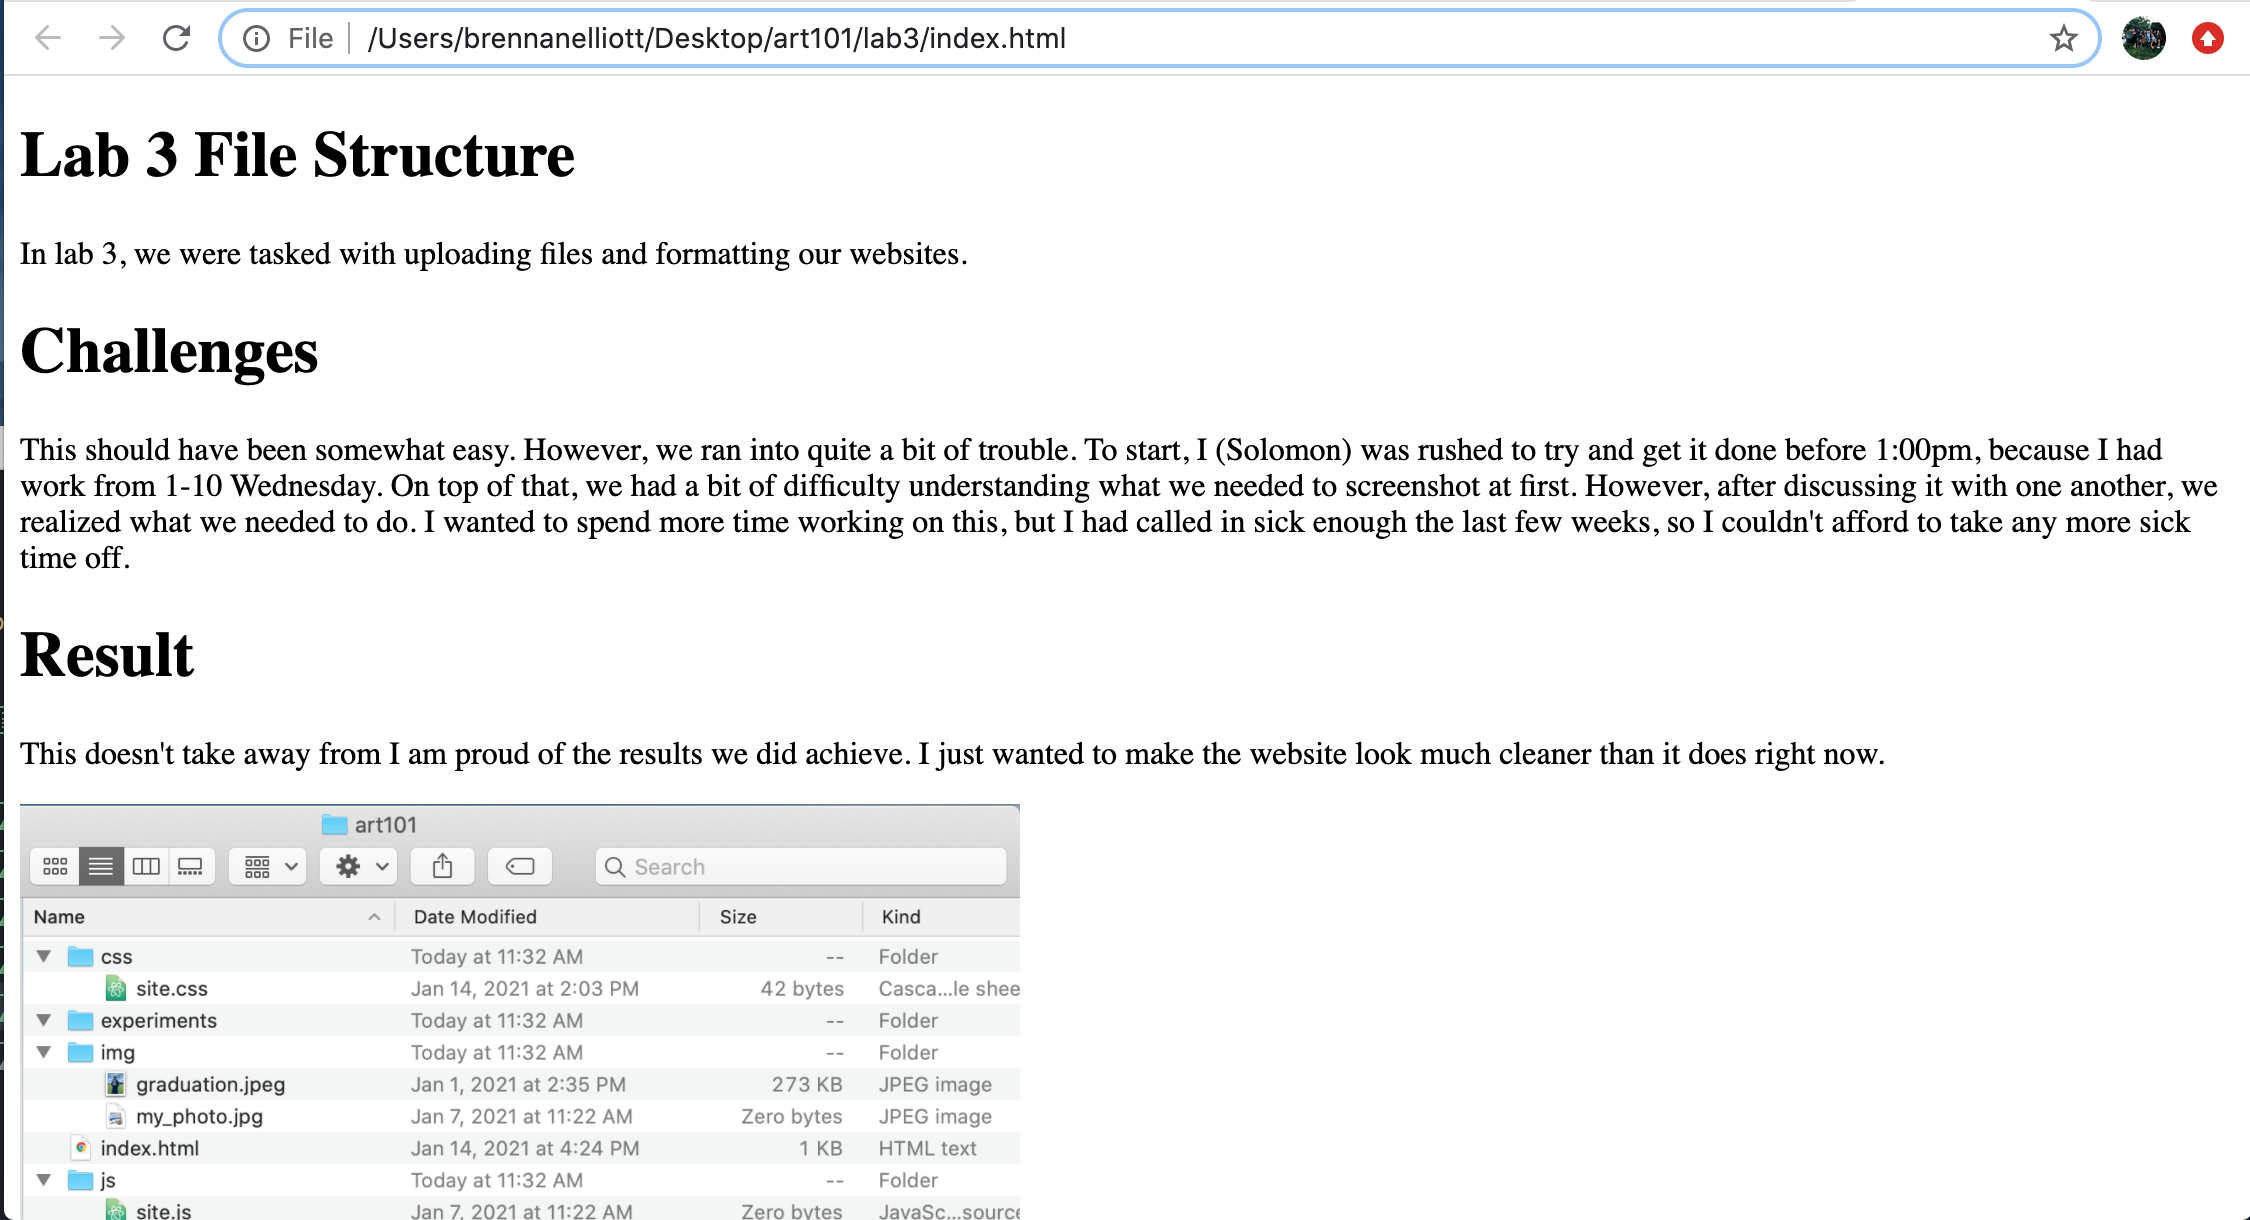 File /Users/brennanelliott/Desktop/art101/lab3/index.html
Lab 3 File Structure
In lab 3, we were tasked with uploading files and formatting our websites.
Challenges
This should have been somewhat easy. However, we ran into quite a bit of trouble. To start, I (Solomon) was rushed to try and get it done before 1:00pm, because I had
work from 1-10 Wednesday. On top of that, we had a bit of difficulty understanding what we needed to screenshot at first. However, after discussing it with one another, we
realized what we needed to do. I wanted to spend more time working on this, but I had called in sick enough the last few weeks, so I couldn't afford to take any more sick
time off.
Result
This doesn't take away from I am proud of the results we did achieve. I just wanted to make the website look much cleaner than it does right now.
art101
Search
Name Date Modified Size Kind
css Today at 11:32 AM -- Folder
site.css Jan 14, 2021 at 2:03 PM 42 bytes Casca...le shee
experiments Today at 11:32 AM -- Folder
img Today at 11:32 AM -- Folder
graduation.jpeg Jan 1, 2021 at 2:35 PM 273 KB JPEG image
my_photo.jpg Jan 7, 2021 at 11:22 AM Zero bytes JPEG image
index.html Jan 14, 2021 at 4:24 PM 1 KB HTML text
js Today at 11:32 AM -- Folder
site.js Jan 7, 2021 at 11:22 AM Zero bytes JavaSc...source